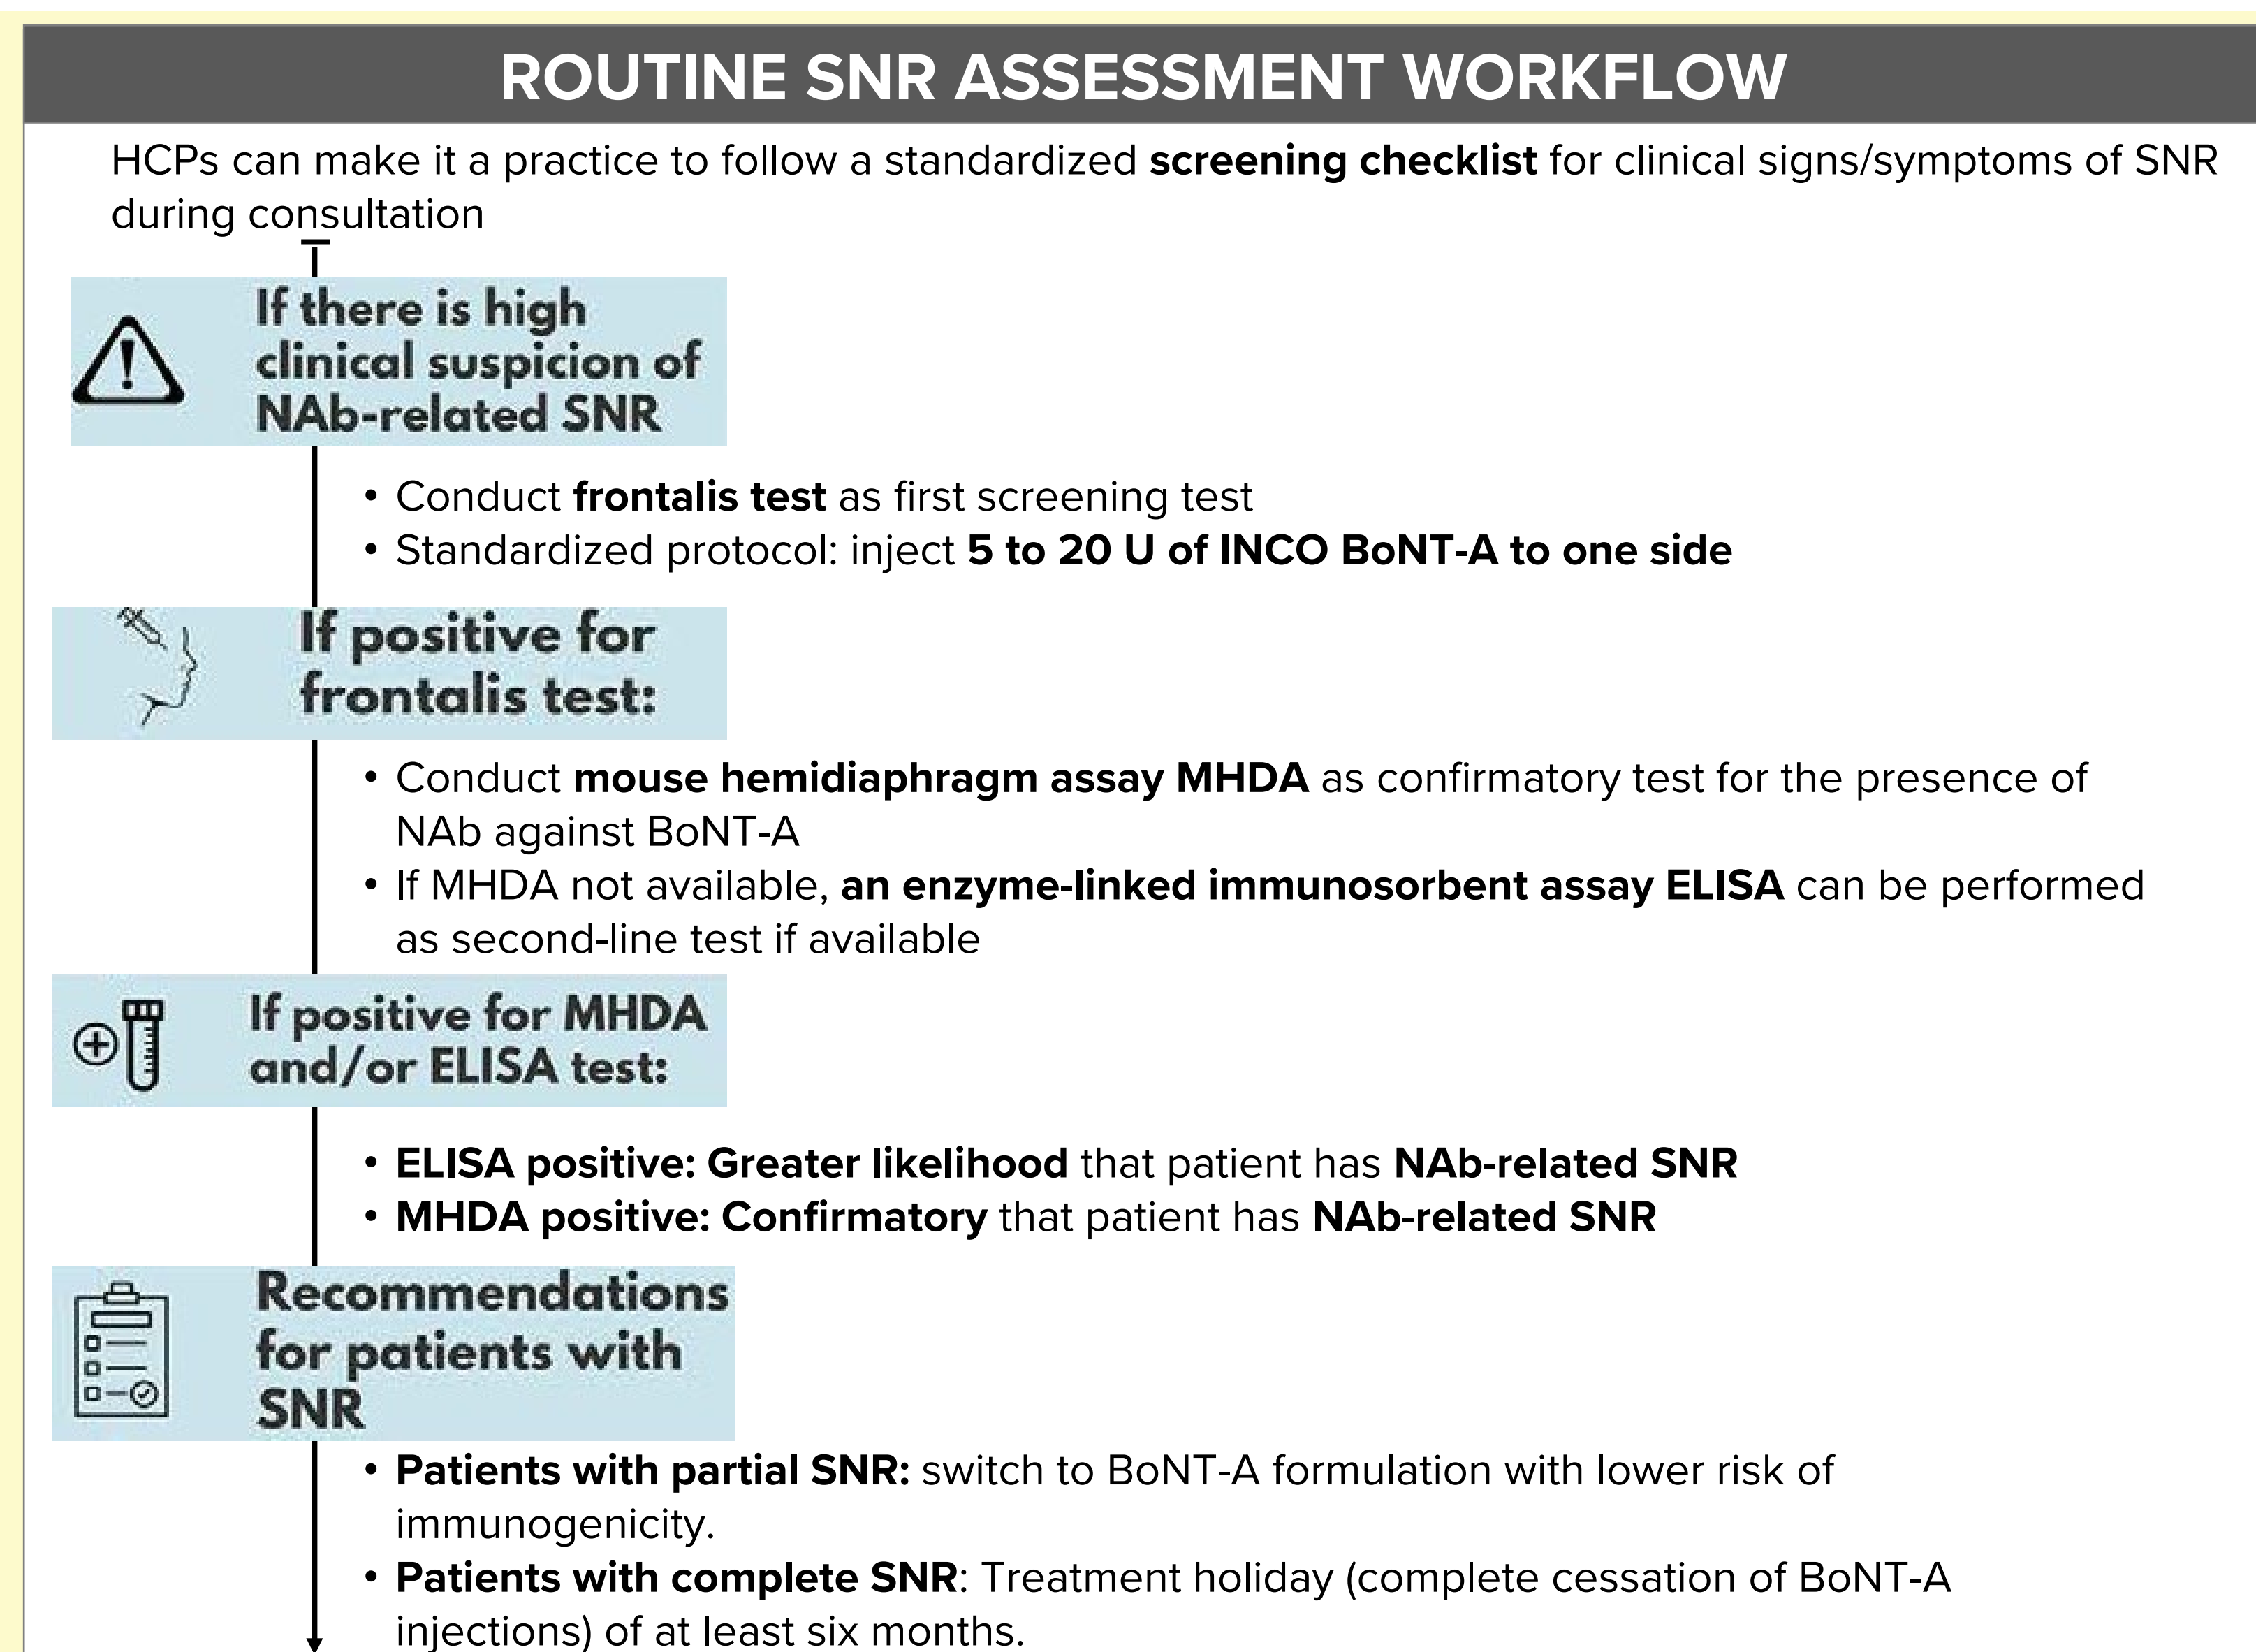 ROUTINE SNR ASSESSMENT WORKFLOW
HCPs can make it a practice to follow a standardized screening checklist for clinical signs/symptoms of SNR
during consultation
If there is high
clinical suspicion of
NAb-related SNR
• Conduct frontalis test as first screening test
• Standardized protocol: inject 5 to 20 U of INCO BoNT-A to one side
If positive for
frontalis test:
• Conduct mouse hemidiaphragm assay MHDA as confirmatory test for the presence of
NAb against BoNT-A
• If MHDA not available, an enzyme-linked immunosorbent assay ELISA can be performed
as second-line test if available
If positive for MHDA
and/or ELISA test:
• ELISA positive: Greater likelihood that patient has NAb-related SNR
• MHDA positive: Confirmatory that patient has NAb-related SNR
Recommendations
for patients with
SNR
• Patients with partial SNR: switch to BoNT-A formulation with lower risk of
immunogenicity.
• Patients with complete SNR: Treatment holiday (complete cessation of BoNT-A
injections) of at least six months.